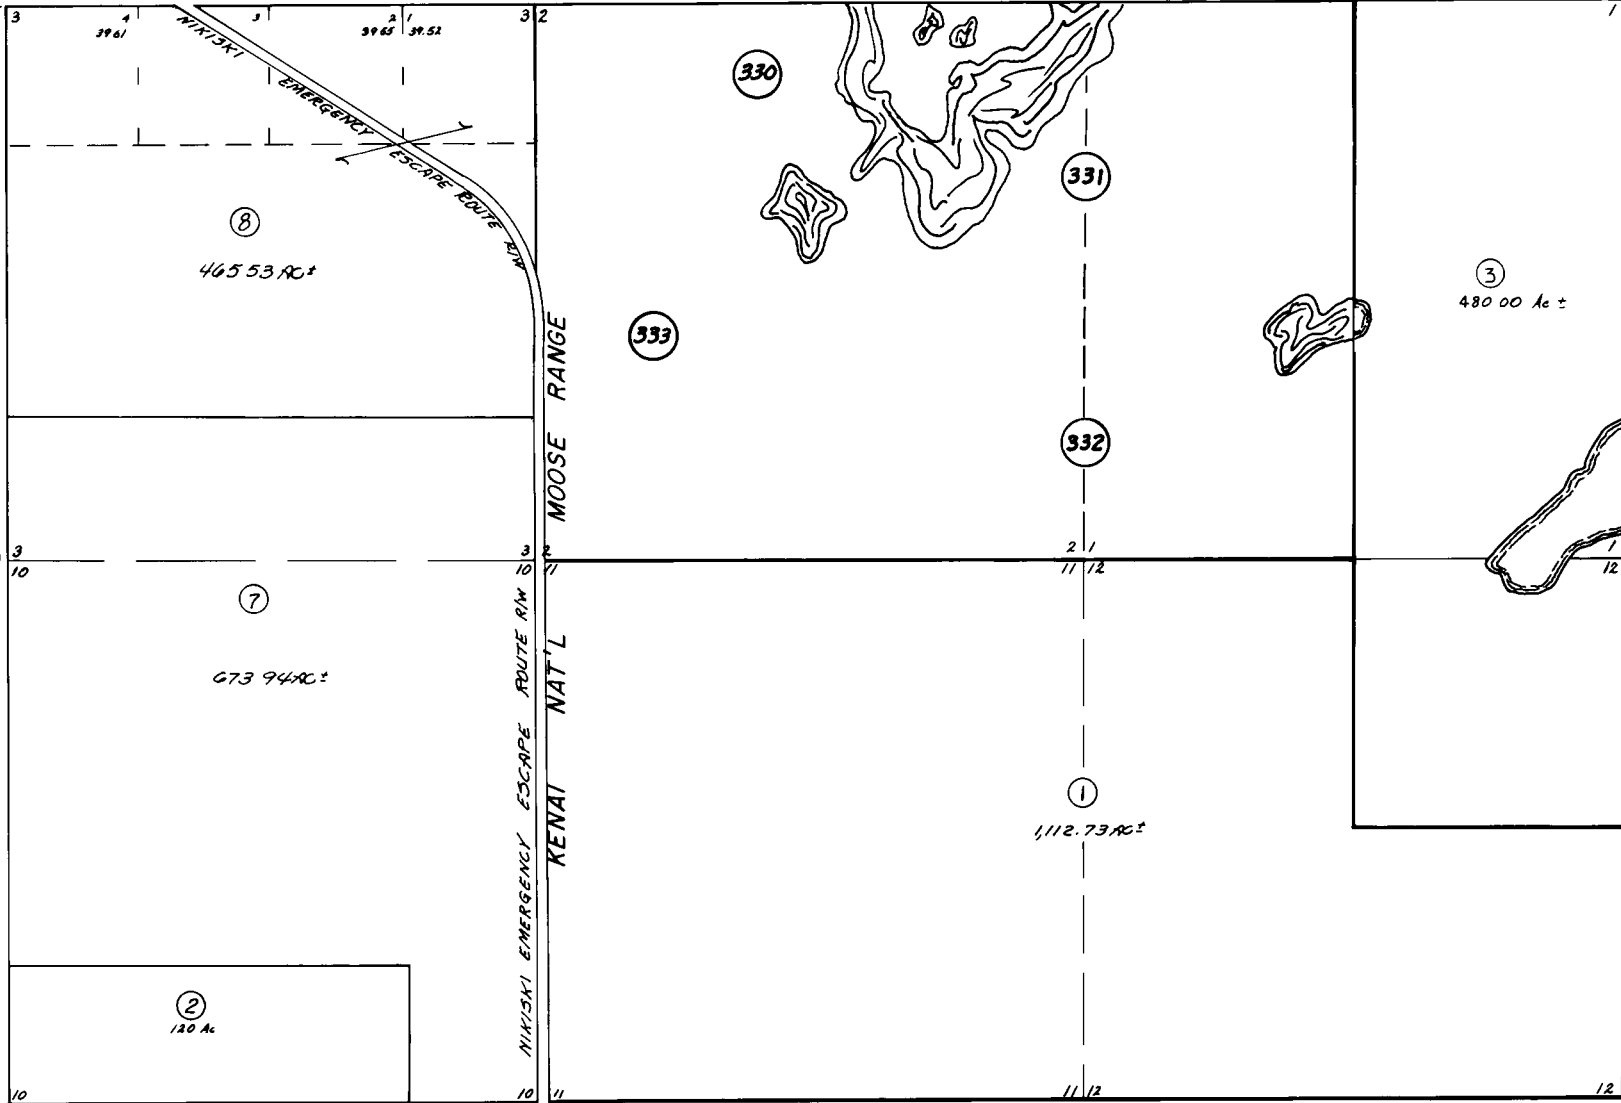 3 4 3 2 1 3 2 1
39 61 39 65 39.52
NIKISKI EMERGENCY ESCAPE ROUTE R/W
330
331
8
465 53 AC±
3
480 00 Ac ±
333
332
3 3 2 2 1 1
10 10 11 11 12 12
7
673 94 AC±
KENAI NAT'L MOOSE RANGE
NIKISKI EMERGENCY ESCAPE ROUTE R/W
1
1,112.73 AC±
2
120 Ac
10 10 11 11 12 12